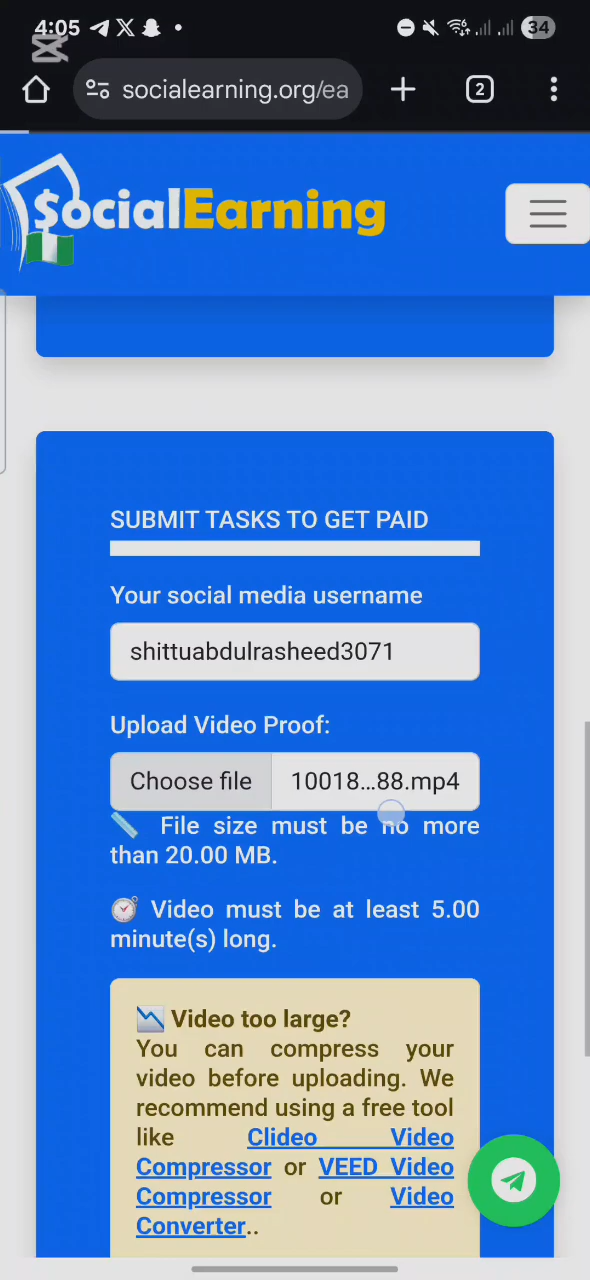 4:05
34
socialearning.org/ea
2
$ocialEarning
SUBMIT TASKS TO GET PAID
Your social media username
shittuabdulrasheed3071
Upload Video Proof:
Choose file 10018...88.mp4
File size must be no more
than 20.00 MB.
Video must be at least 5.00
minute(s) long.
Video too large?
You can compress your
video before uploading. We
recommend using a free tool
like Clideo Video
Compressor or VEED Video
Compressor or Video
Converter..